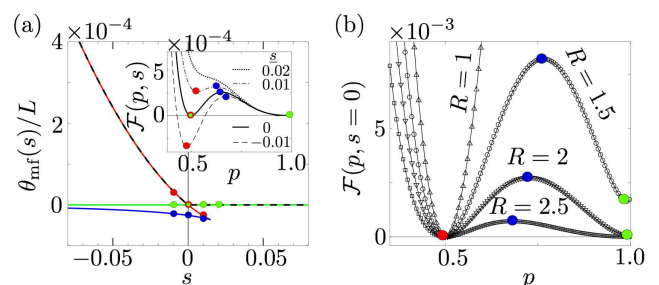 (a)
4
×10⁻⁴
2
0
θmf(s)/L
−0.05
0
0.05
s
×10⁻⁴
5
0
F(p, s)
s
0.02
0.01
0
−0.01
0.5
1.0
p
(b)
×10⁻³
5
0
F(p, s = 0)
R = 1
R = 1.5
R = 2
R = 2.5
0.5
1.0
p